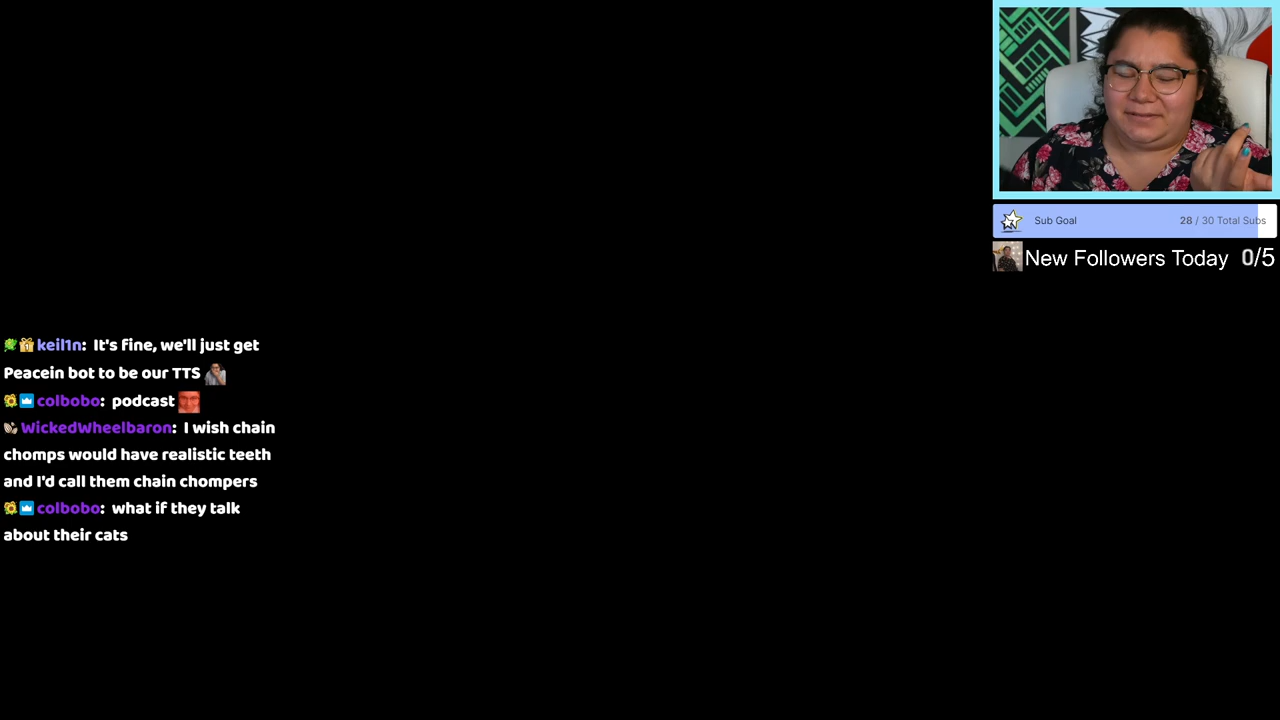 Sub Goal 28 / 30 Total Subs
New Followers Today 0/5
keil1n: It's fine, we'll just get
Peacein bot to be our TTS
colbobo: podcast
WickedWheelbaron: I wish chain
chomps would have realistic teeth
and I'd call them chain chompers
colbobo: what if they talk
about their cats